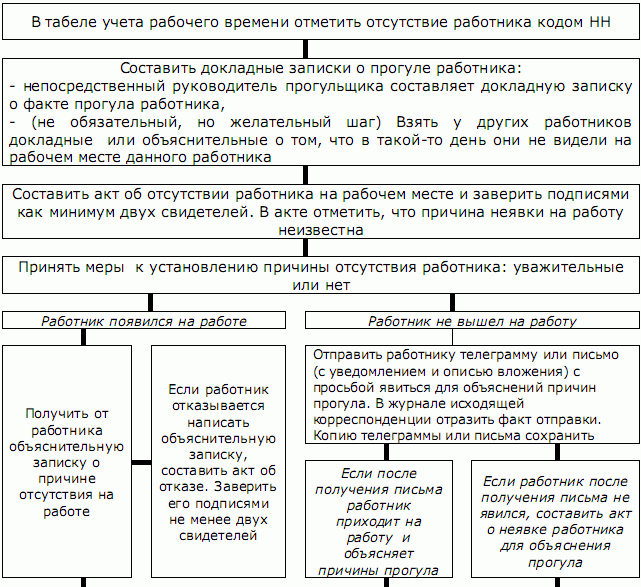 В табеле учета рабочего времени отметить отсутствие работника кодом НН
Составить докладные записки о прогуле работника:
- непосредственный руководитель прогульщика составляет докладную записку
о факте прогула работника,
- (не обязательный, но желательный шаг) Взять у других работников
докладные или объяснительные о том, что в такой-то день они не видели на
рабочем месте данного работника
Составить акт об отсутствии работника на рабочем месте и заверить подписями
как минимум двух свидетелей. В акте отметить, что причина неявки на работу
неизвестна
Принять меры к установлению причины отсутствия работника: уважительные
или нет
Работник появился на работе
Получить от
работника
объяснительную
записку о
причине
отсутствия на
работе
Если работник
отказывается
написать
объяснительную
записку,
составить акт об
отказе. Заверить
его подписями
не менее двух
свидетелей
Работник не вышел на работу
Отправить работнику телеграмму или письмо
(с уведомлением и описью вложения) с
просьбой явиться для объяснений причин
прогула. В журнале исходящей
корреспонденции отразить факт отправки.
Копию телеграммы или письма сохранить
Если после
получения письма
работник
приходит на
работу и
объясняет
причины прогула
Если работник после
получения письма не
явился, составить акт
о неявке работника
для объяснения
прогула